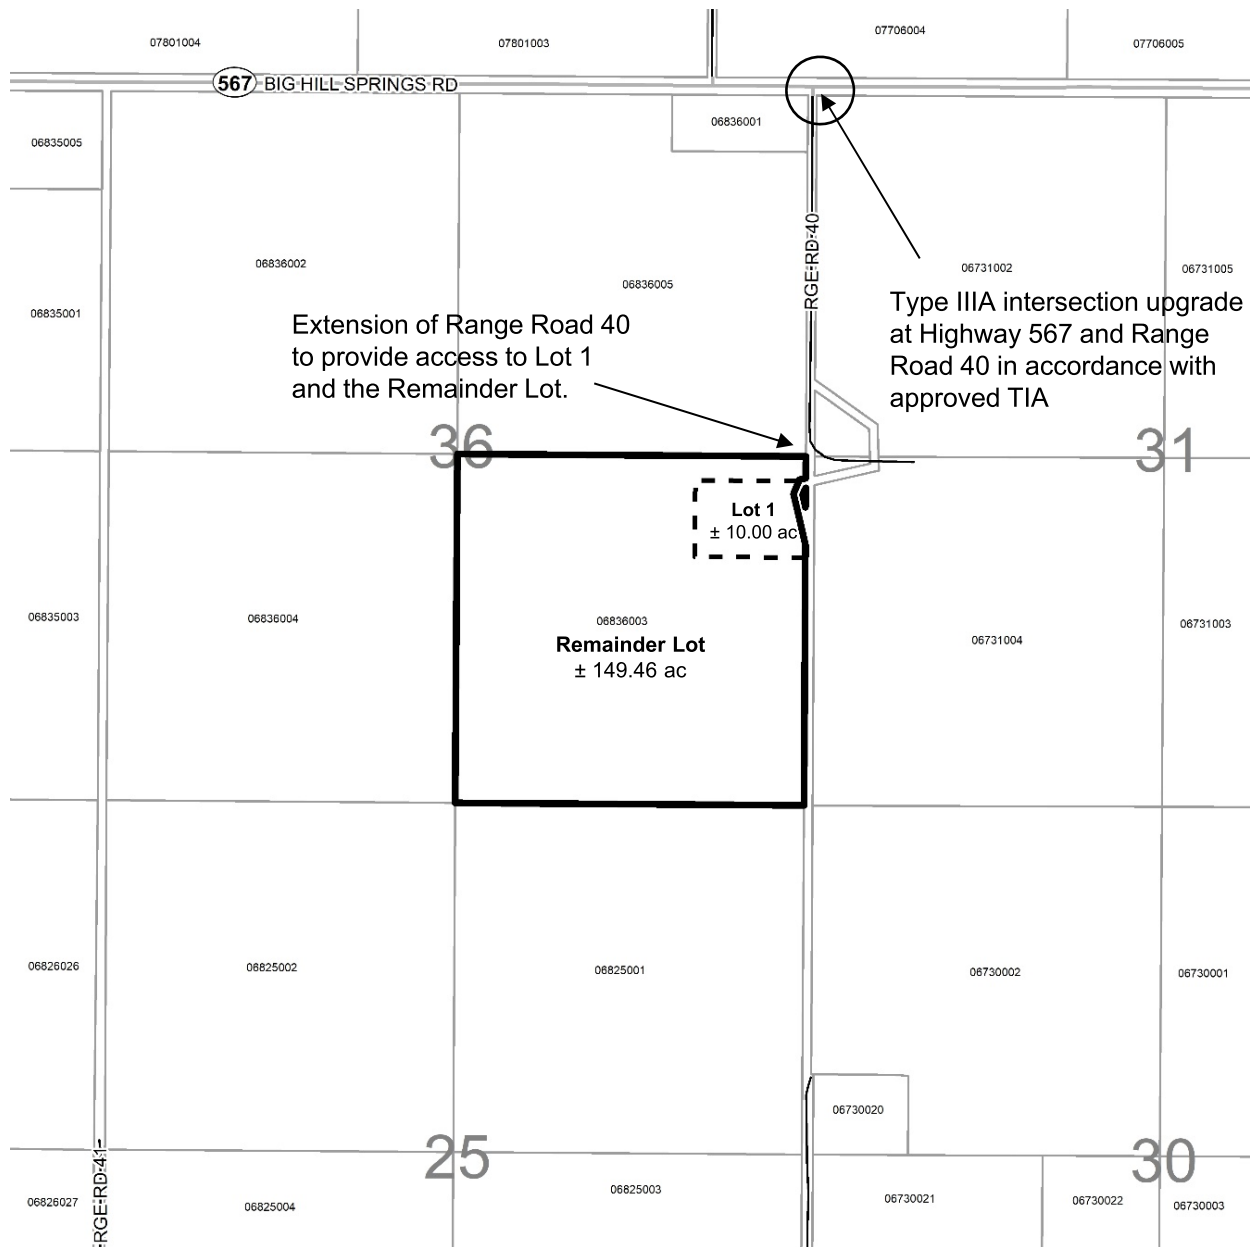 07801004
07801003
07706004
07706005
567 BIG HILL SPRINGS RD
06835005
06836001
06836002
06836005
06731002
06731005
06835001
RGE RD 40
Extension of Range Road 40
to provide access to Lot 1
and the Remainder Lot.
Type IIIA intersection upgrade
at Highway 567 and Range
Road 40 in accordance with
approved TIA
36
31
Lot 1
± 10.00 ac
06835003
06836004
06836003
Remainder Lot
± 149.46 ac
06731004
06731003
06826026
06825002
06825001
06730002
06730001
06730020
25
30
RGE RD 41
06826027
06825004
06825003
06730021
06730022
06730003